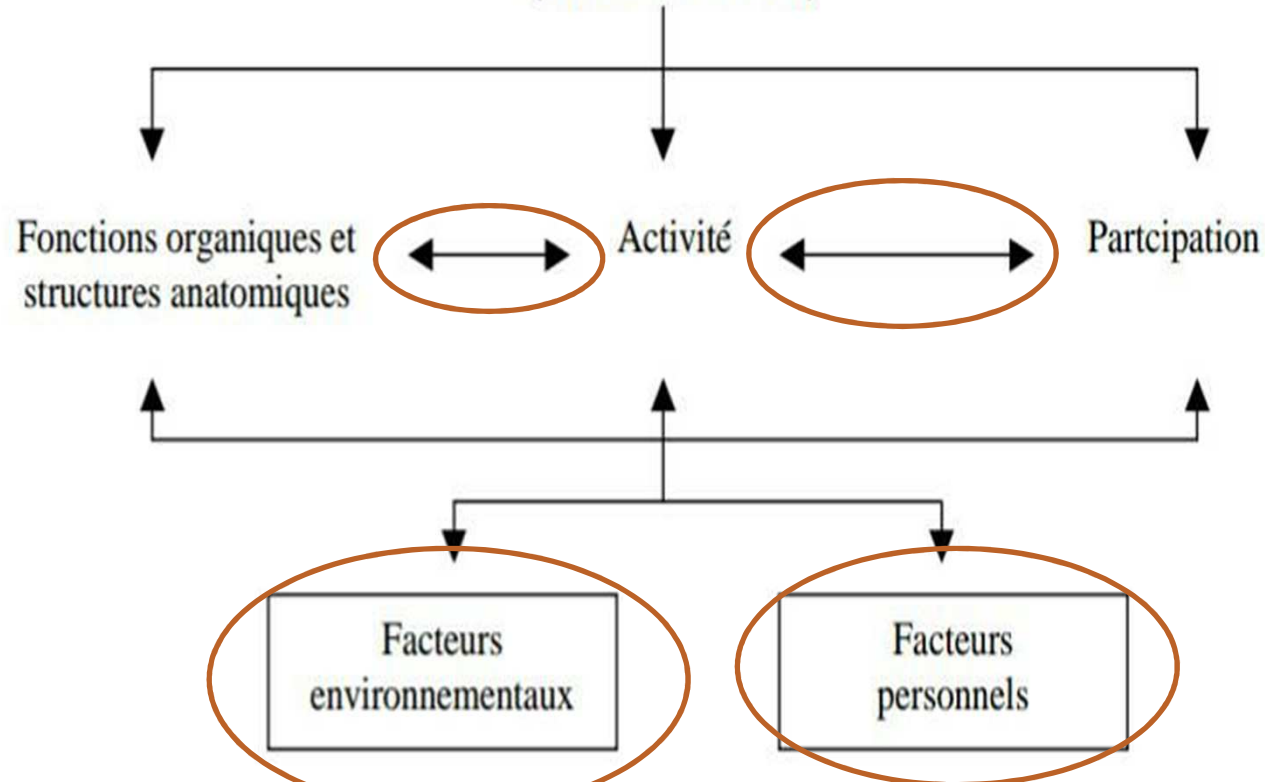 Fonctions organiques et
structures anatomiques
Activité
Partcipation
Facteurs
environnementaux
Facteurs
personnels